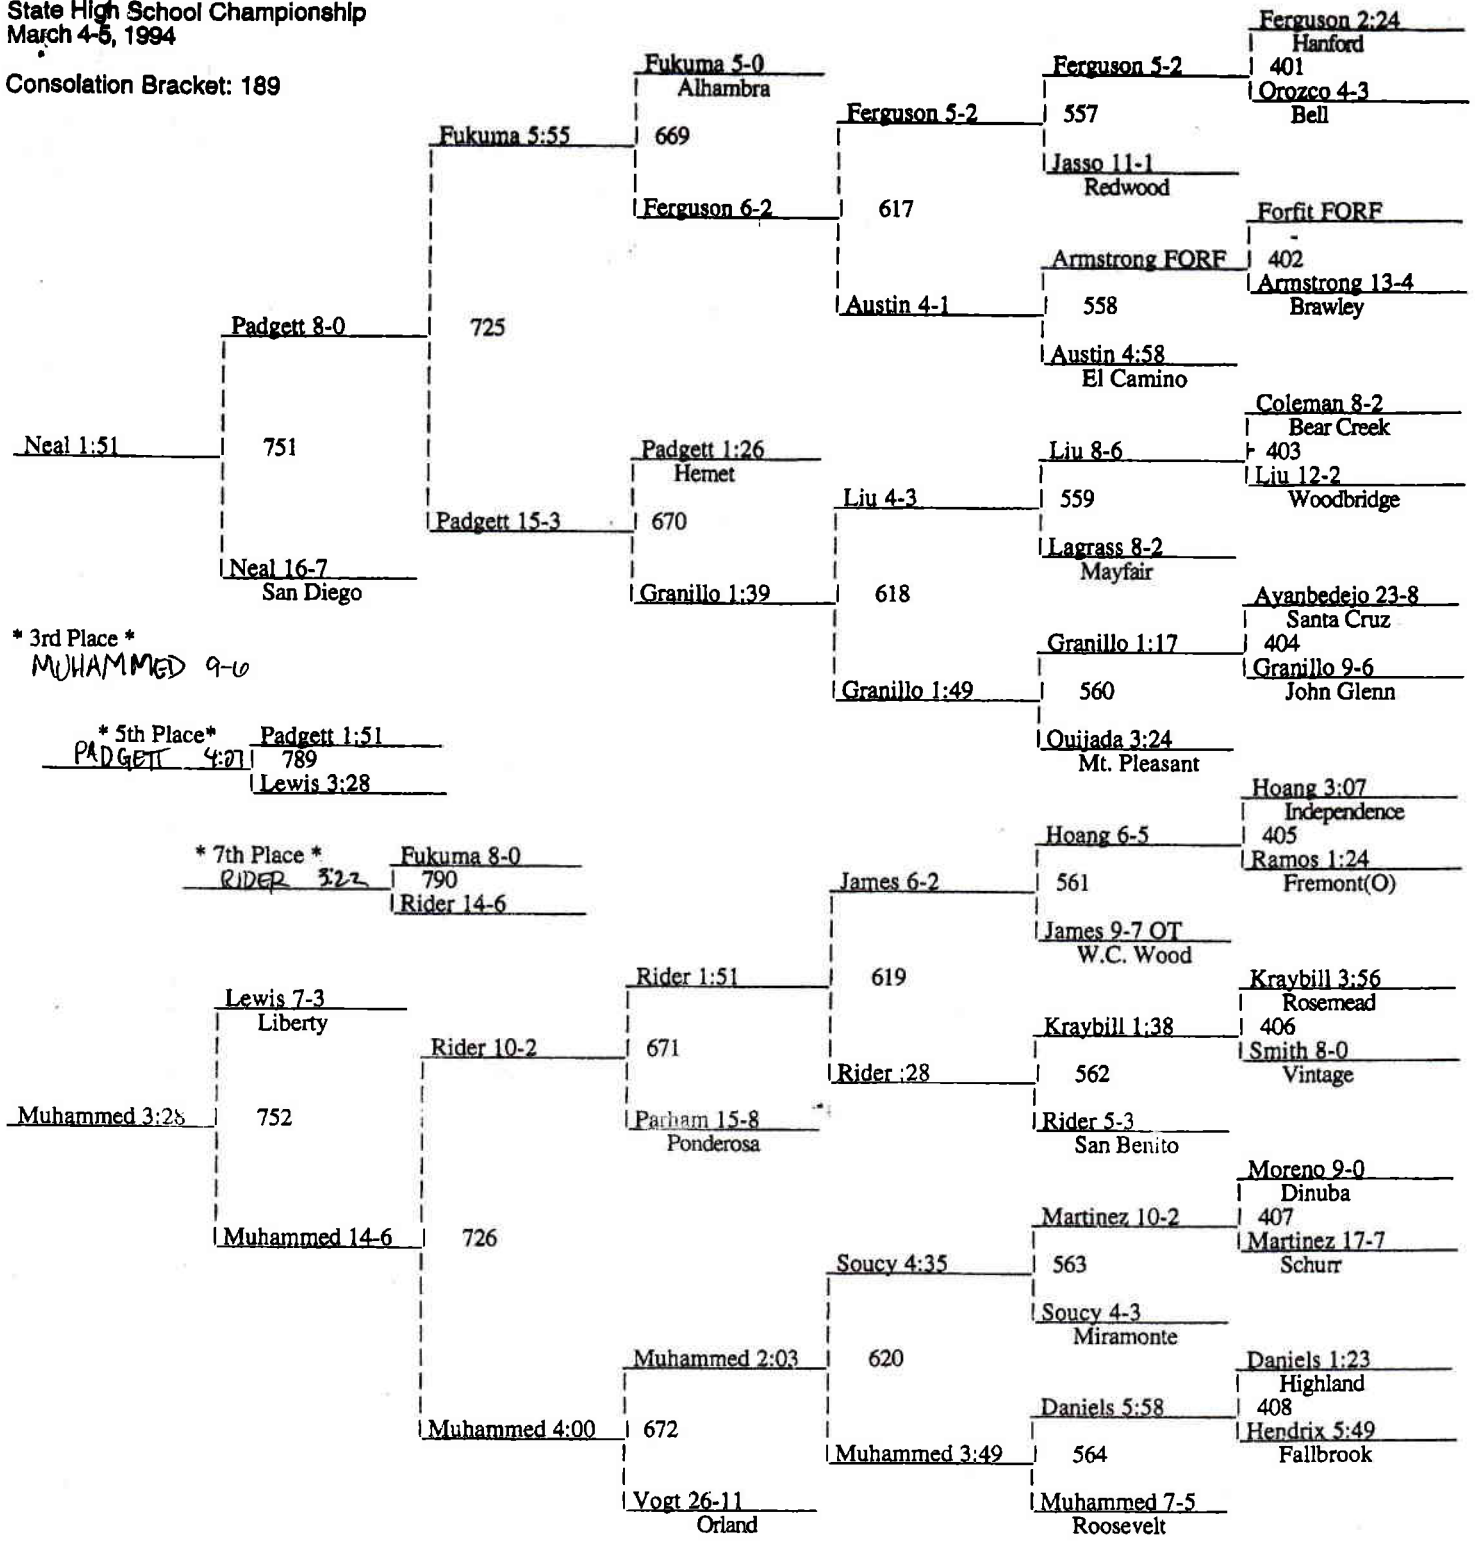 State High School Championship
March 4-5, 1994
Consolation Bracket: 189
Ferguson 2:24
Hanford
401
Orozco 4-3
Bell
Ferguson 5-2
557
Jasso 11-1
Redwood
Forfit FORF
-
402
Armstrong 13-4
Brawley
Armstrong FORF
558
Austin 4:58
El Camino
Ferguson 5-2
617
Austin 4-1
Fukuma 5-0
Alhambra
669
Ferguson 6-2
Fukuma 5:55
725
Padgett 15-3
Padgett 1:26
Hemet
670
Granillo 1:39
Coleman 8-2
Bear Creek
403
Liu 12-2
Woodbridge
Liu 8-6
559
Lagrass 8-2
Mayfair
Liu 4-3
618
Granillo 1:49
Ayanbedejo 23-8
Santa Cruz
404
Granillo 9-6
John Glenn
Granillo 1:17
560
Quijada 3:24
Mt. Pleasant
Padgett 8-0
751
Neal 16-7
San Diego
Neal 1:51
* 3rd Place *
MUHAMMED 9-6
* 5th Place*
PADGETT 4:27
Padgett 1:51
789
Lewis 3:28
* 7th Place *
RIDER 3:22
Fukuma 8-0
790
Rider 14-6
Hoang 3:07
Independence
405
Ramos 1:24
Fremont(O)
Hoang 6-5
561
James 9-7 OT
W.C. Wood
James 6-2
619
Rider :28
Kraybill 3:56
Rosemead
406
Smith 8-0
Vintage
Kraybill 1:38
562
Rider 5-3
San Benito
Rider 1:51
671
Parham 15-8
Ponderosa
Rider 10-2
726
Muhammed 4:00
Lewis 7-3
Liberty
752
Muhammed 14-6
Muhammed 3:28
Moreno 9-0
Dinuba
407
Martinez 17-7
Schurr
Martinez 10-2
563
Soucy 4-3
Miramonte
Soucy 4:35
620
Muhammed 3:49
Muhammed 2:03
672
Vogt 26-11
Orland
Daniels 1:23
Highland
408
Hendrix 5:49
Fallbrook
Daniels 5:58
564
Muhammed 7-5
Roosevelt